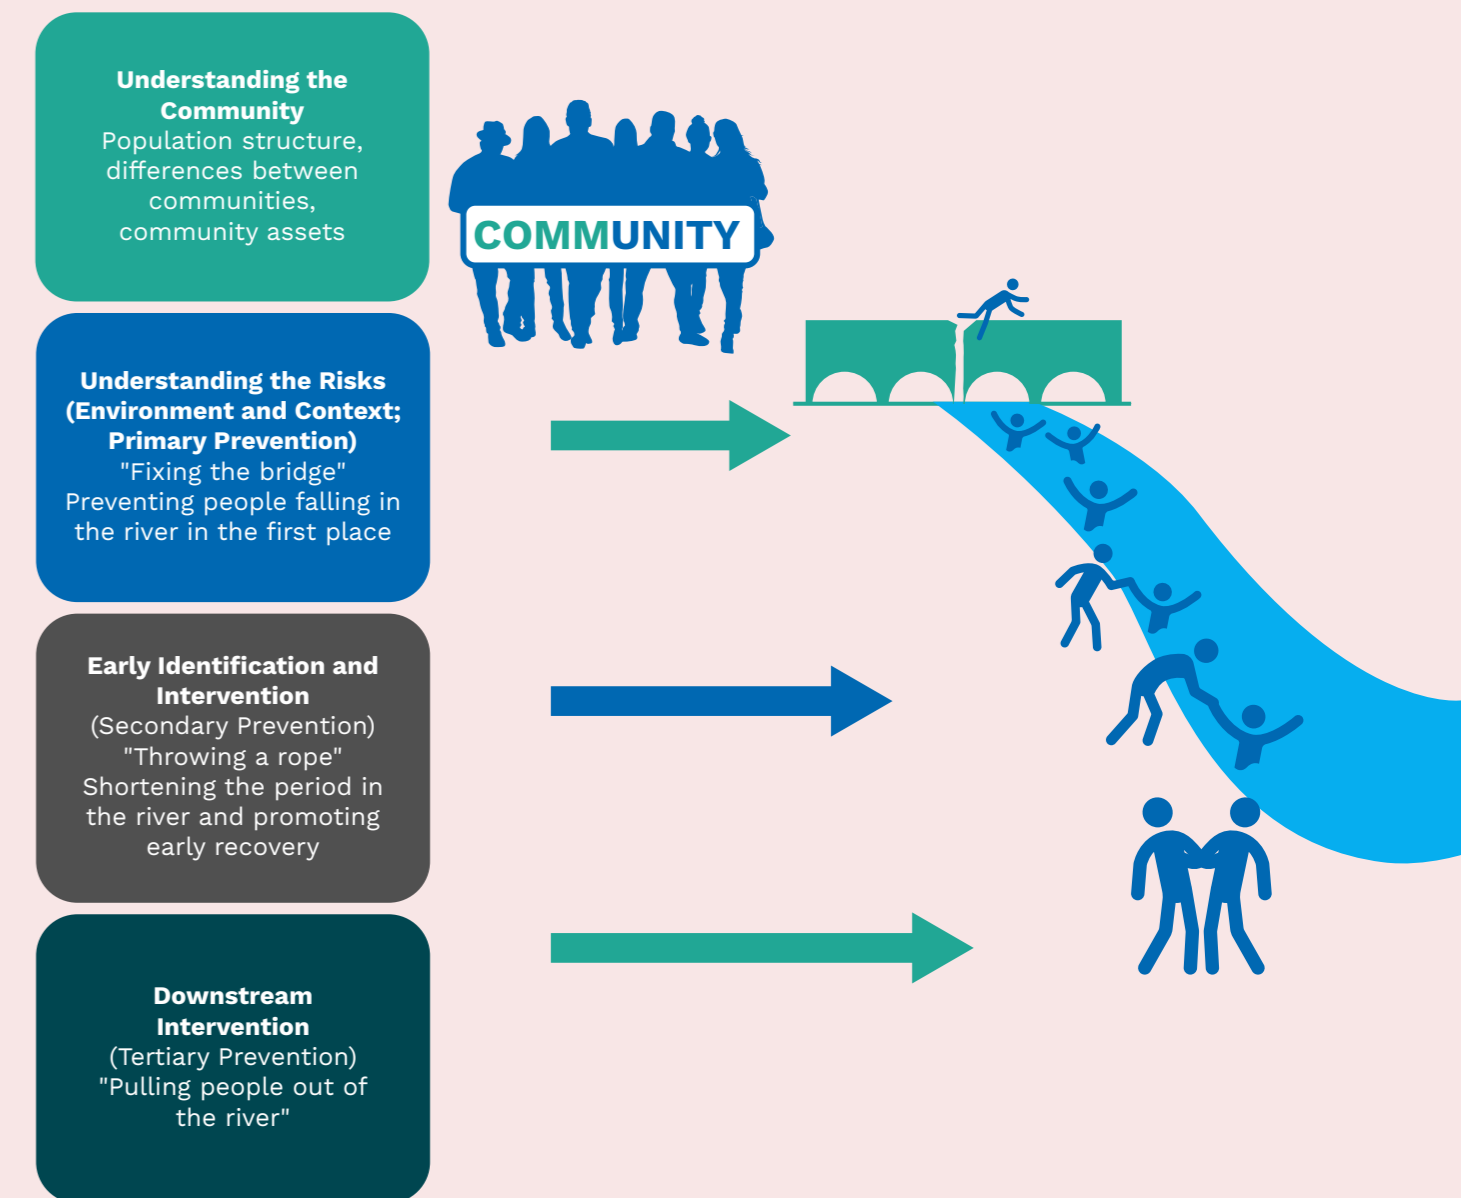 Understanding the
Community
Population structure,
differences between
communities,
community assets
COMMUNITY
Understanding the Risks
(Environment and Context;
Primary Prevention)
"Fixing the bridge"
Preventing people falling in
the river in the first place
Early Identification and
Intervention
(Secondary Prevention)
"Throwing a rope"
Shortening the period in
the river and promoting
early recovery
Downstream
Intervention
(Tertiary Prevention)
"Pulling people out of
the river"